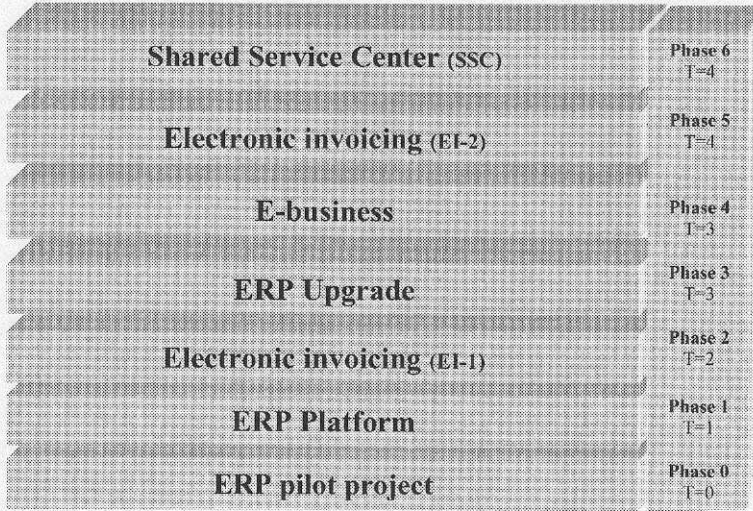 Shared Service Center (SSC)
Phase 6
T=4
Electronic invoicing (EI-2)
Phase 5
T=4
E-business
Phase 4
T=3
ERP Upgrade
Phase 3
T=3
Electronic invoicing (EI-1)
Phase 2
T=2
ERP Platform
Phase 1
T=1
ERP pilot project
Phase 0
T=0